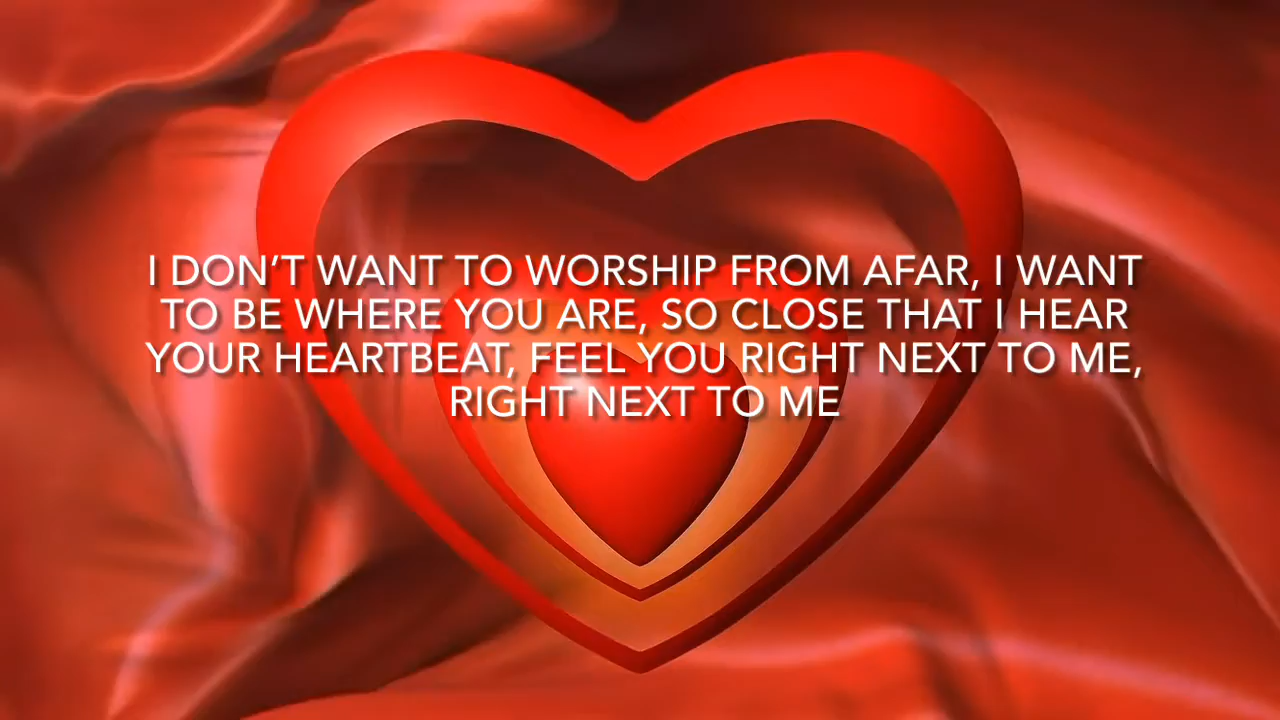 I DON’T WANT TO WORSHIP FROM AFAR, I WANT
TO BE WHERE YOU ARE, SO CLOSE THAT I HEAR
YOUR HEARTBEAT, FEEL YOU RIGHT NEXT TO ME,
RIGHT NEXT TO ME